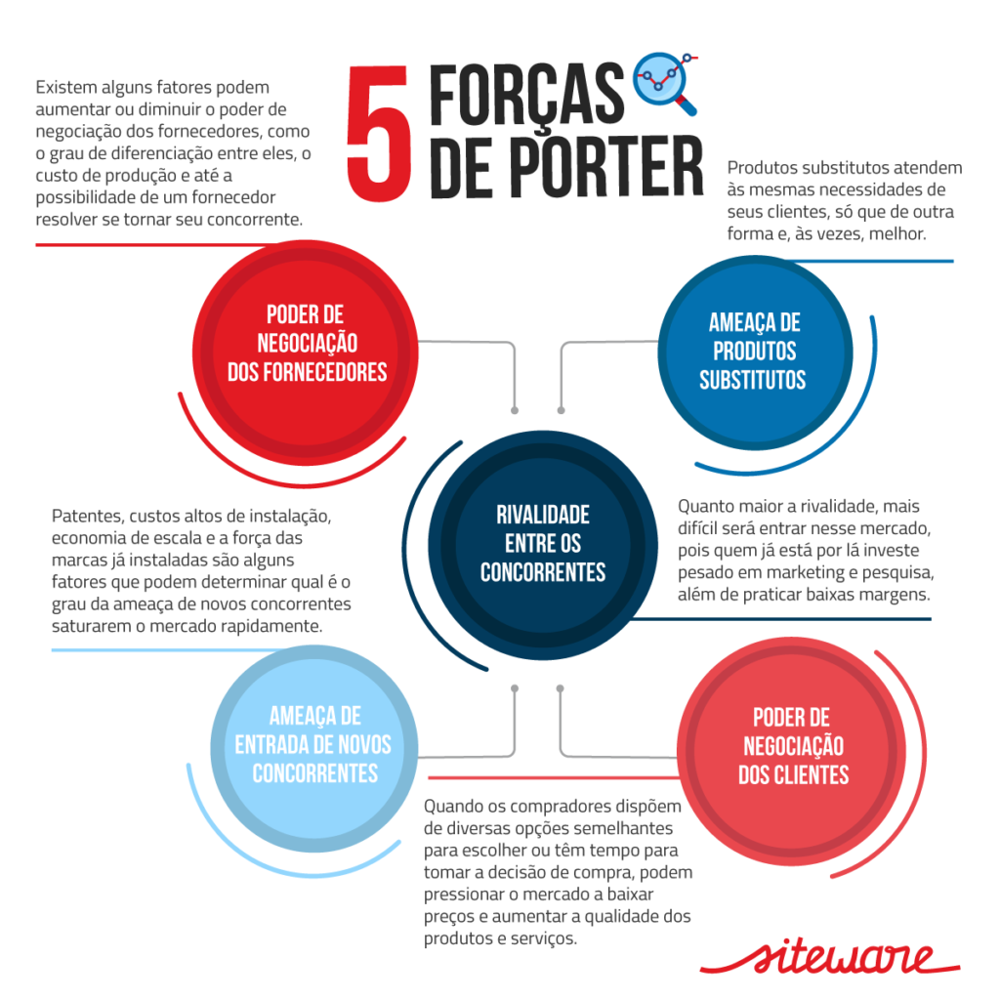 5 FORÇAS
DE PORTER
Existem alguns fatores podem
aumentar ou diminuir o poder de
negociação dos fornecedores, como
o grau de diferenciação entre eles, o
custo de produção e até a
possibilidade de um fornecedor
resolver se tornar seu concorrente.
PODER DE
NEGOCIAÇÃO
DOS FORNECEDORES
Produtos substitutos atendem
às mesmas necessidades de
seus clientes, só que de outra
forma e, às vezes, melhor.
AMEAÇA DE
PRODUTOS
SUBSTITUTOS
RIVALIDADE
ENTRE OS
CONCORRENTES
Quanto maior a rivalidade, mais
difícil será entrar nesse mercado,
pois quem já está por lá investe
pesado em marketing e pesquisa,
além de praticar baixas margens.
Patentes, custos altos de instalação,
economia de escala e a força das
marcas já instaladas são alguns
fatores que podem determinar qual é o
grau da ameaça de novos concorrentes
saturarem o mercado rapidamente.
AMEAÇA DE
ENTRADA DE NOVOS
CONCORRENTES
PODER DE
NEGOCIAÇÃO
DOS CLIENTES
Quando os compradores dispõem
de diversas opções semelhantes
para escolher ou têm tempo para
tomar a decisão de compra, podem
pressionar o mercado a baixar
preços e aumentar a qualidade dos
produtos e serviços.
siteware